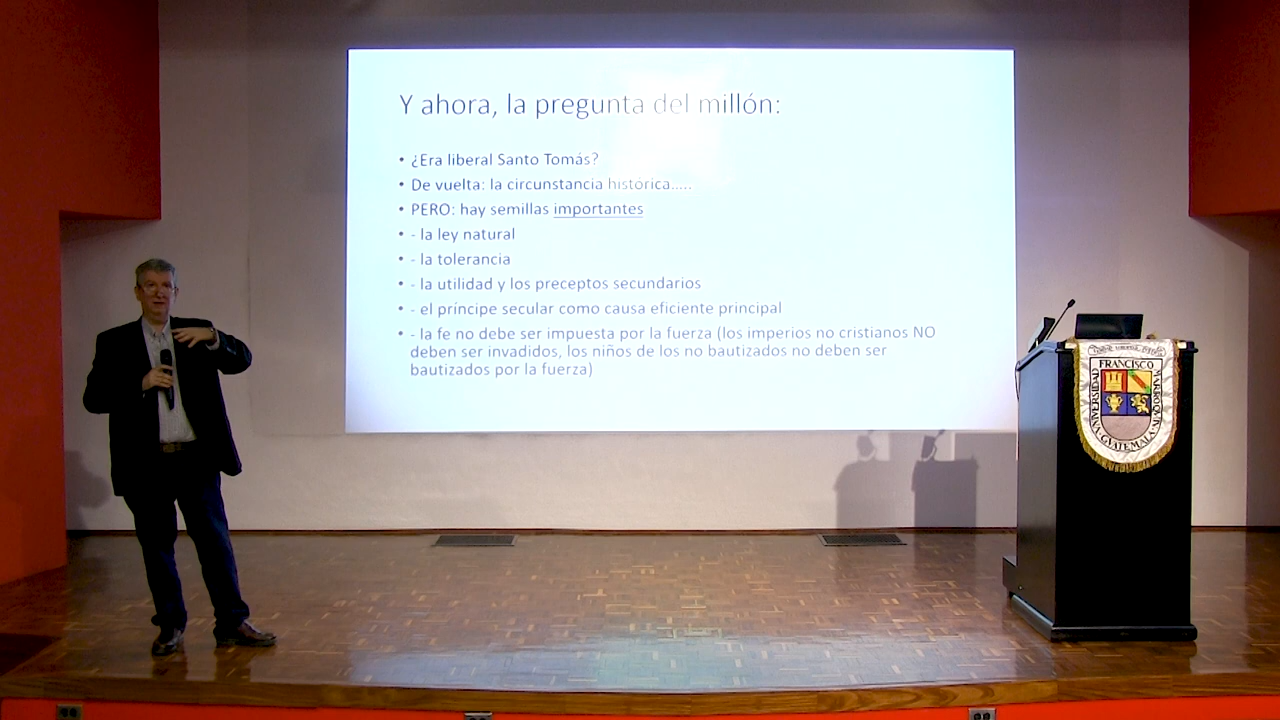 Y ahora, la pregunta del millón:
• ¿Era liberal Santo Tomás?
• De vuelta: la circunstancia histórica.....
• PERO: hay semillas importantes
• - la ley natural
• - la tolerancia
• - la utilidad y los preceptos secundarios
• - el príncipe secular como causa eficiente principal
• - la fe no debe ser impuesta por la fuerza (los imperios no cristianos NO
deben ser invadidos, los niños de los no bautizados no deben ser
bautizados por la fuerza)
UNIVERSIDAD
FRANCISCO
MARROQUIN
GVATEMALA